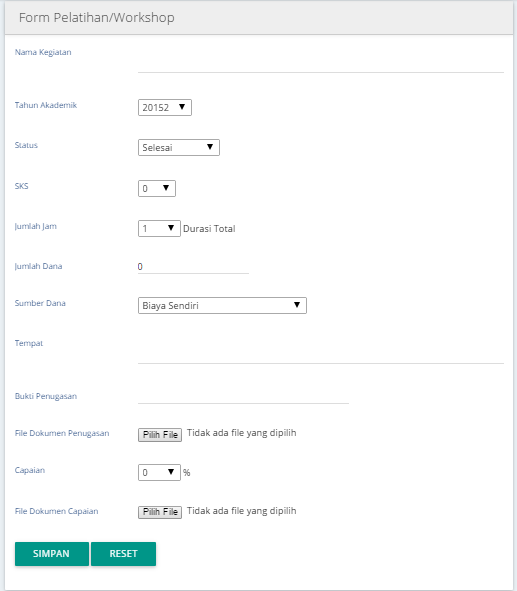 Form Pelatihan/Workshop
Nama Kegiatan
Tahun Akademik 20152
Status Selesai
SKS 0
Jumlah Jam 1 Durasi Total
Jumlah Dana 0
Sumber Dana Biaya Sendiri
Tempat
Bukti Penugasan
File Dokumen Penugasan Pilih File Tidak ada file yang dipilih
Capaian 0 %
File Dokumen Capaian Pilih File Tidak ada file yang dipilih
SIMPAN RESET